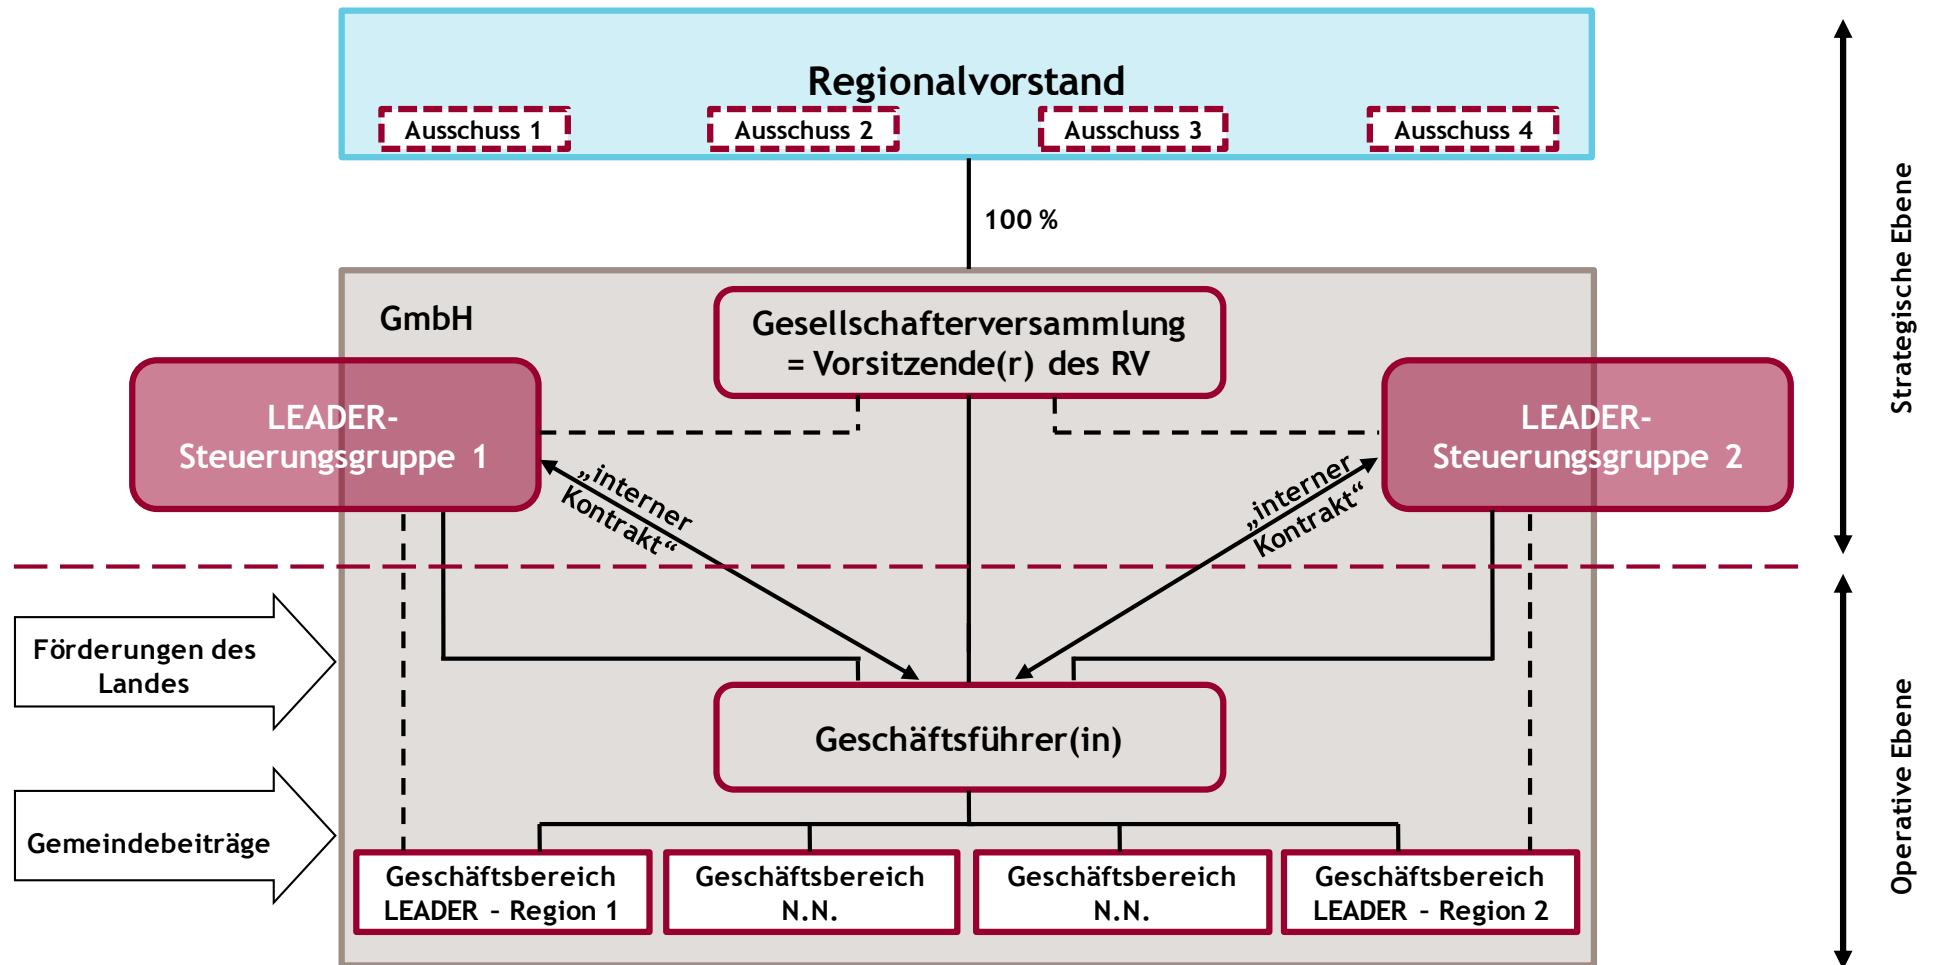 Regionalvorstand
Ausschuss 1
Ausschuss 2
Ausschuss 3
Ausschuss 4
100 %
GmbH
Gesellschafterversammlung
= Vorsitzende(r) des RV
LEADER-
Steuerungsgruppe 1
LEADER-
Steuerungsgruppe 2
„interner
Kontrakt“
„interner
Kontrakt“
Strategische Ebene
Förderungen des
Landes
Geschäftsführer(in)
Gemeindebeiträge
Geschäftsbereich
LEADER – Region 1
Geschäftsbereich
N.N.
Geschäftsbereich
N.N.
Geschäftsbereich
LEADER – Region 2
Operative Ebene